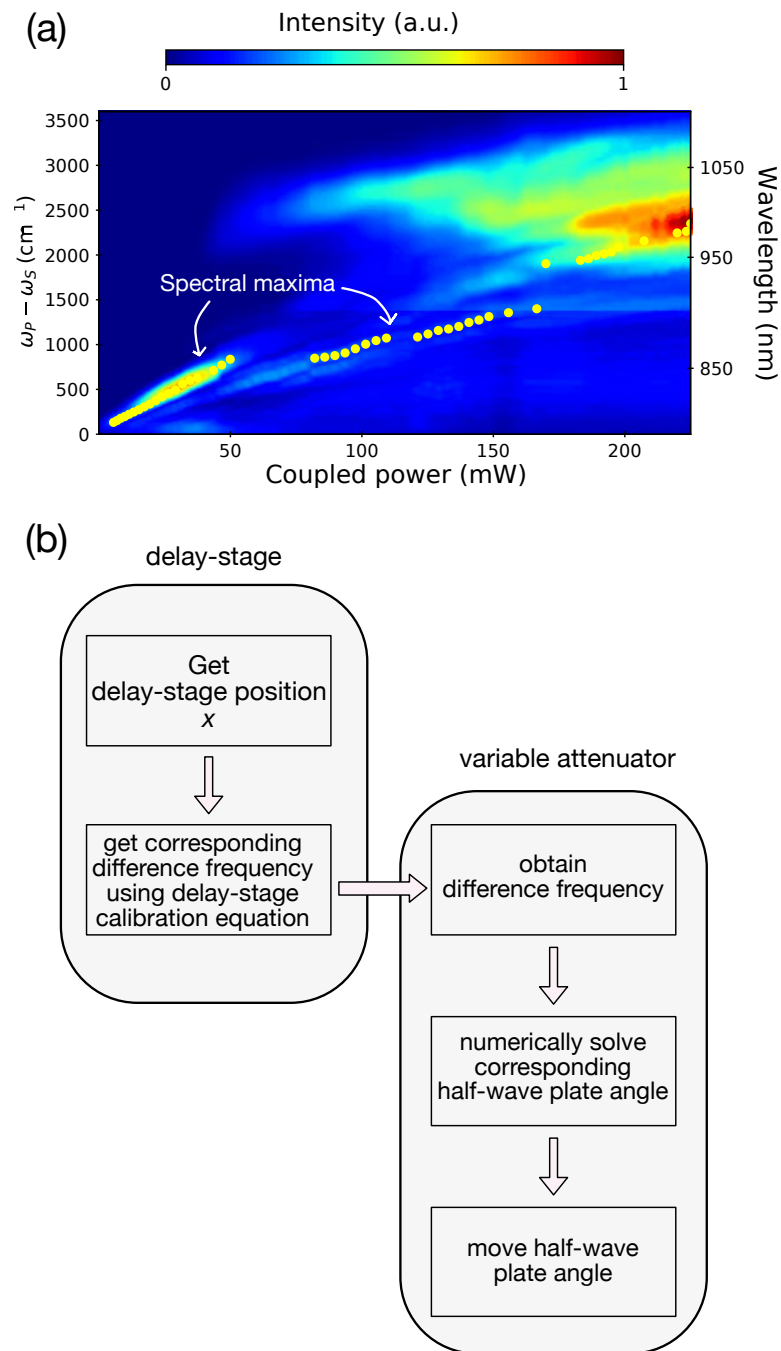 (a)
Intensity (a.u.)
0 1
3500
3000
2500
2000
1500
1000
500
0
ωP − ωS (cm⁻¹)
Spectral maxima
1050
950
850
Wavelength (nm)
50 100 150 200
Coupled power (mW)
(b)
delay-stage
Get
delay-stage position
x
get corresponding
difference frequency
using delay-stage
calibration equation
variable attenuator
obtain
difference frequency
numerically solve
corresponding
half-wave plate angle
move half-wave
plate angle